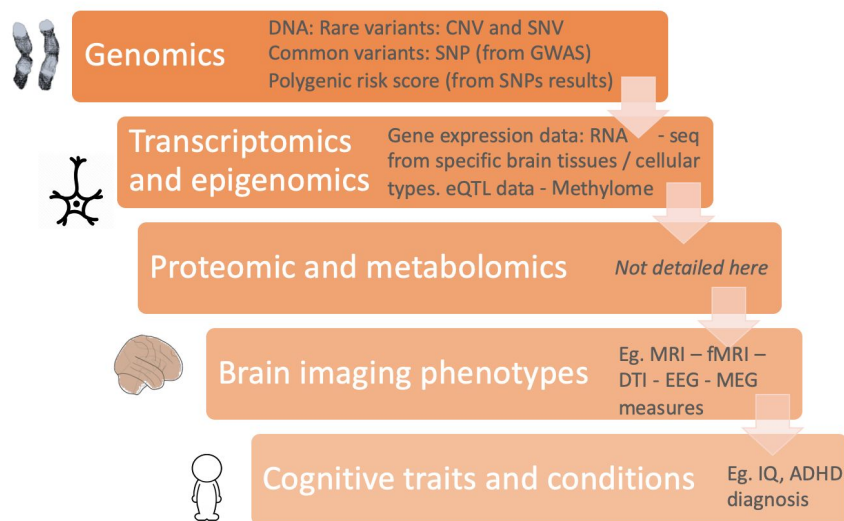 Genomics
DNA: Rare variants: CNV and SNV
Common variants: SNP (from GWAS)
Polygenic risk score (from SNPs results)
Transcriptomics
and epigenomics
Gene expression data: RNA - seq
from specific brain tissues / cellular
types. eQTL data - Methylome
Proteomic and metabolomics
Not detailed here
Brain imaging phenotypes
Eg. MRI – fMRI –
DTI - EEG - MEG
measures
Cognitive traits and conditions
Eg. IQ, ADHD
diagnosis